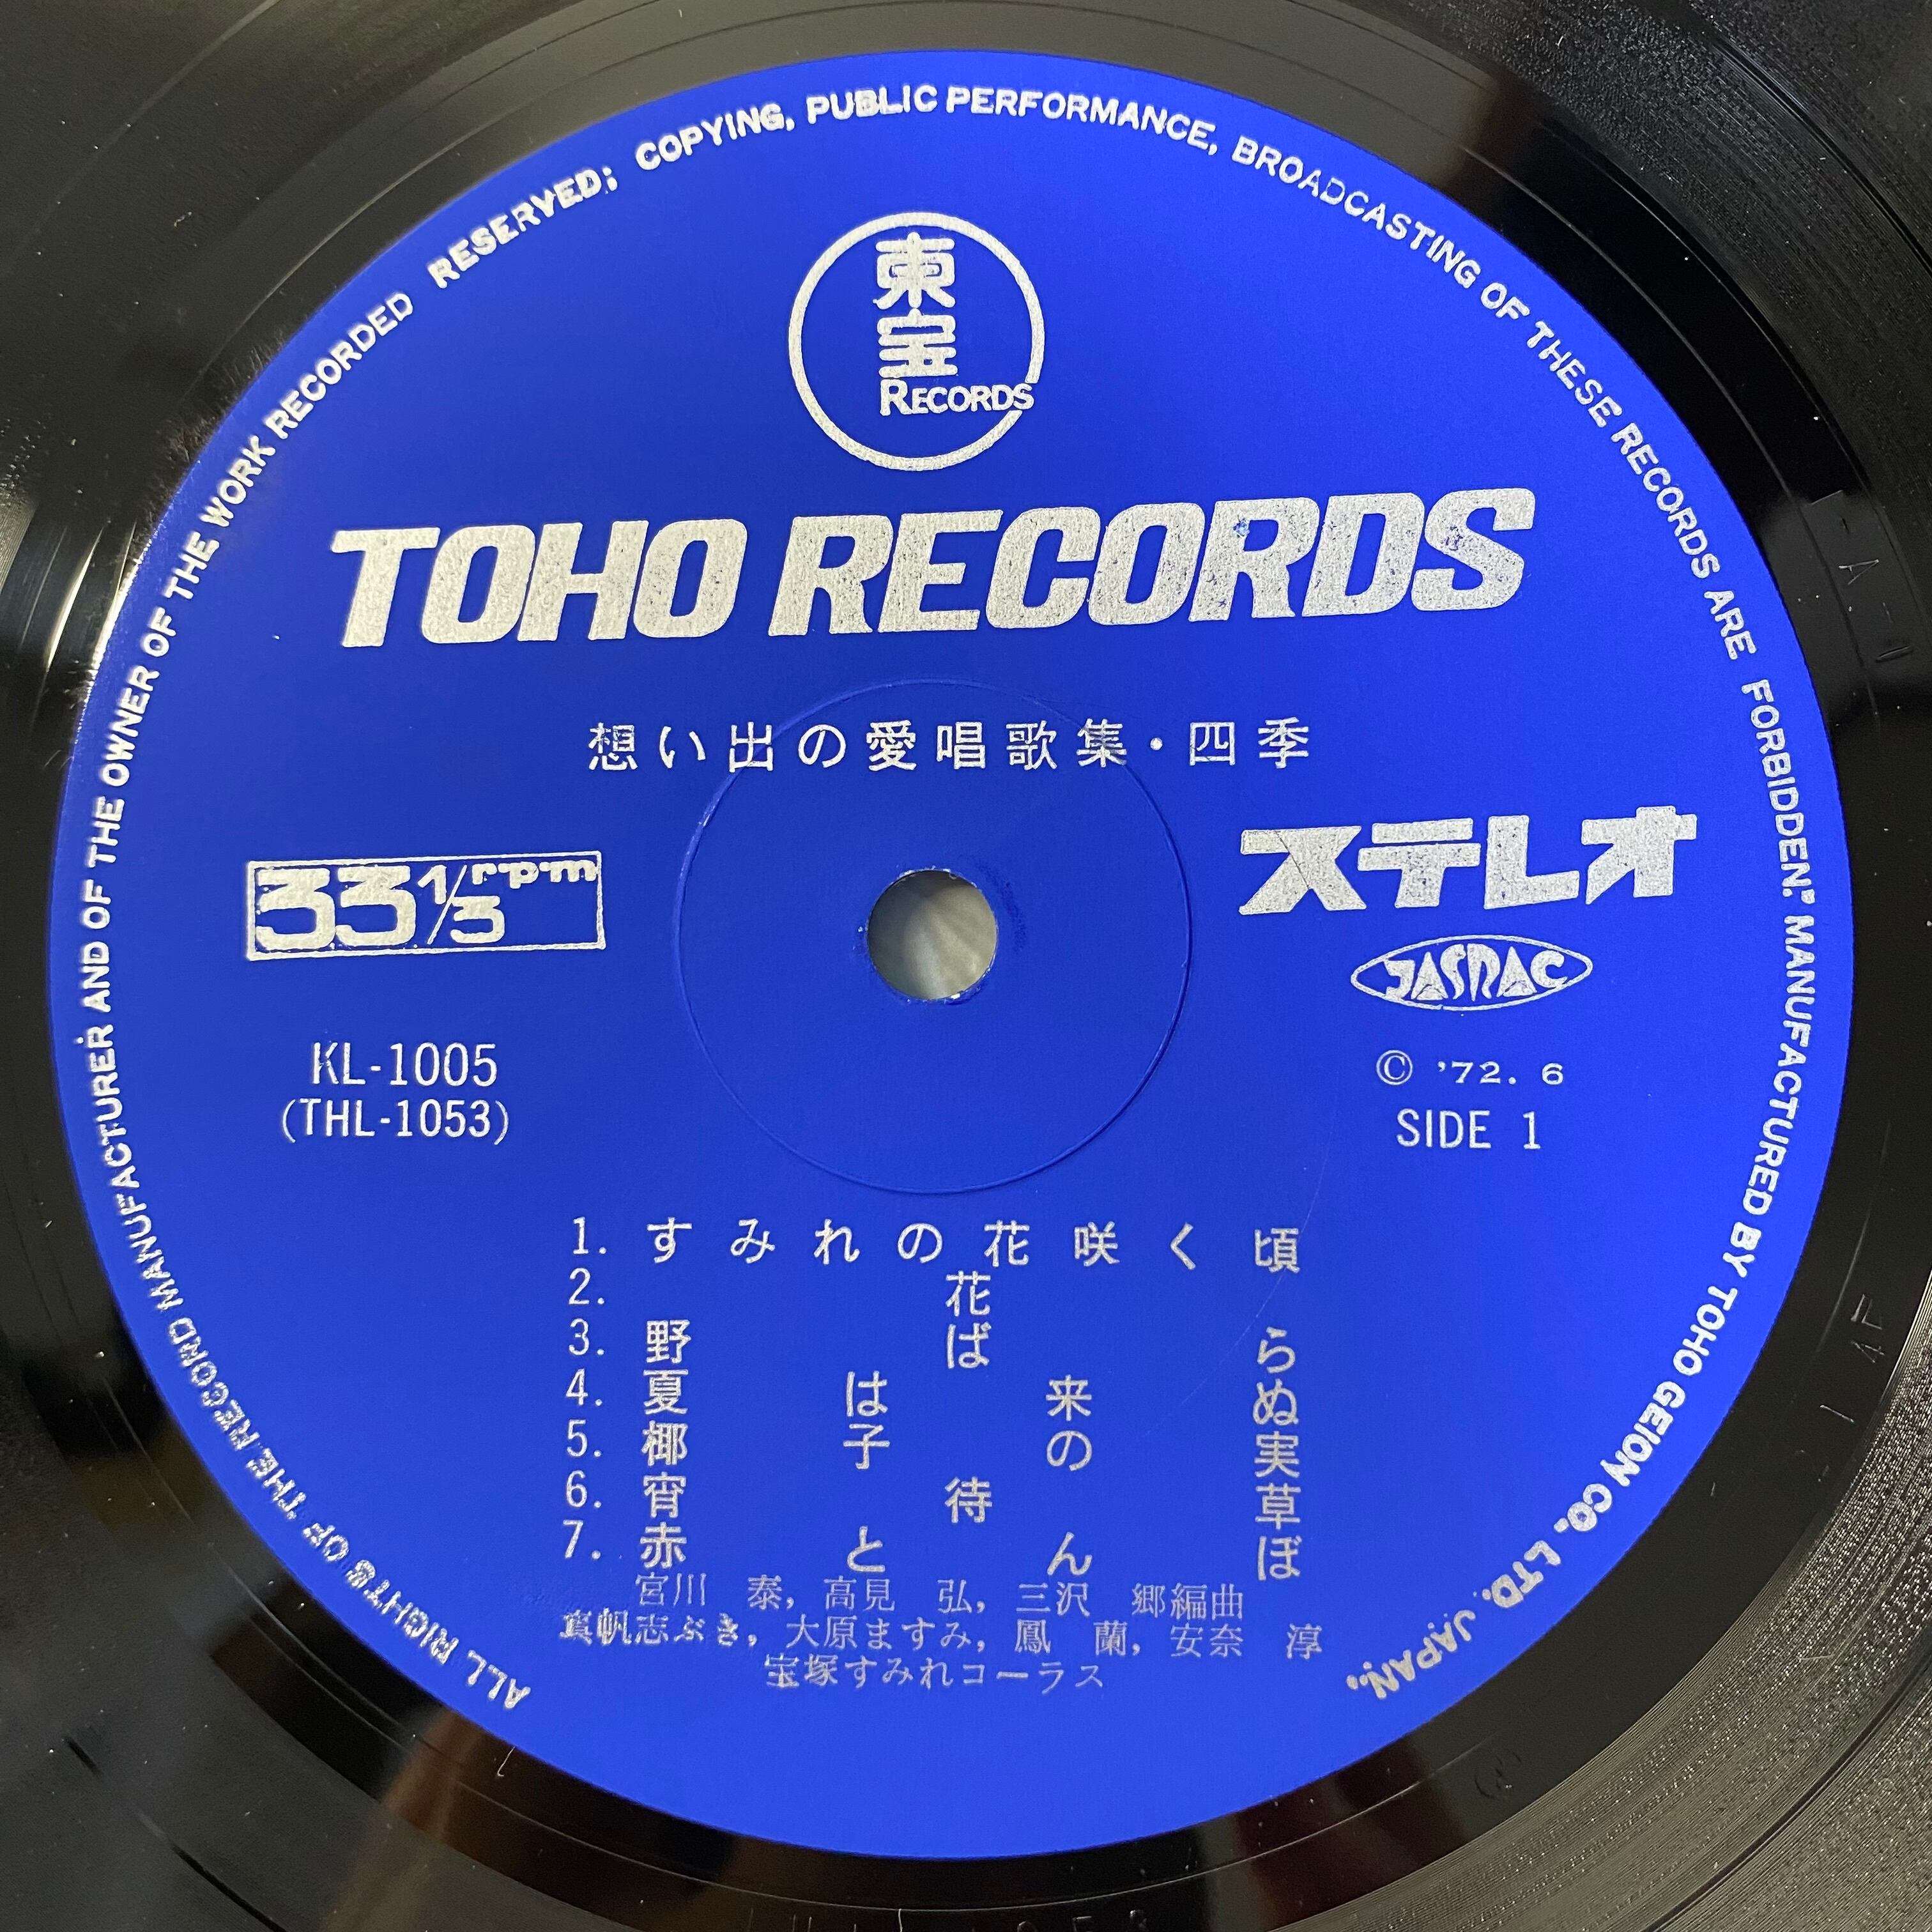 ALL RIGHTS OF THE RECORD MANUFACTURER AND OF THE OWNER OF THE WORK RECORDED RESERVED; COPYING, PUBLIC PERFORMANCE, BROADCASTING OF THESE RECORDS ARE FORBIDDEN." MANUFACTURED BY TOHO GEION CO. LTD. JAPAN.
東宝
RECORDS
TOHO RECORDS
想い出の愛唱歌集・四季
33 1/3 rpm
ステレオ
JASRAC
KL-1005
(THL-1053)
© '72. 6
SIDE 1
1. すみれの花咲く頃
2. 花
3. 野ばら
4. 夏は来ぬ
5. 椰子の実
6. 宵待草
7. 赤とんぼ
宮川 泰, 高見 弘, 三沢 郷編曲
真帆志ぶき, 大原ますみ, 鳳 蘭, 安奈 淳
宝塚すみれコーラス